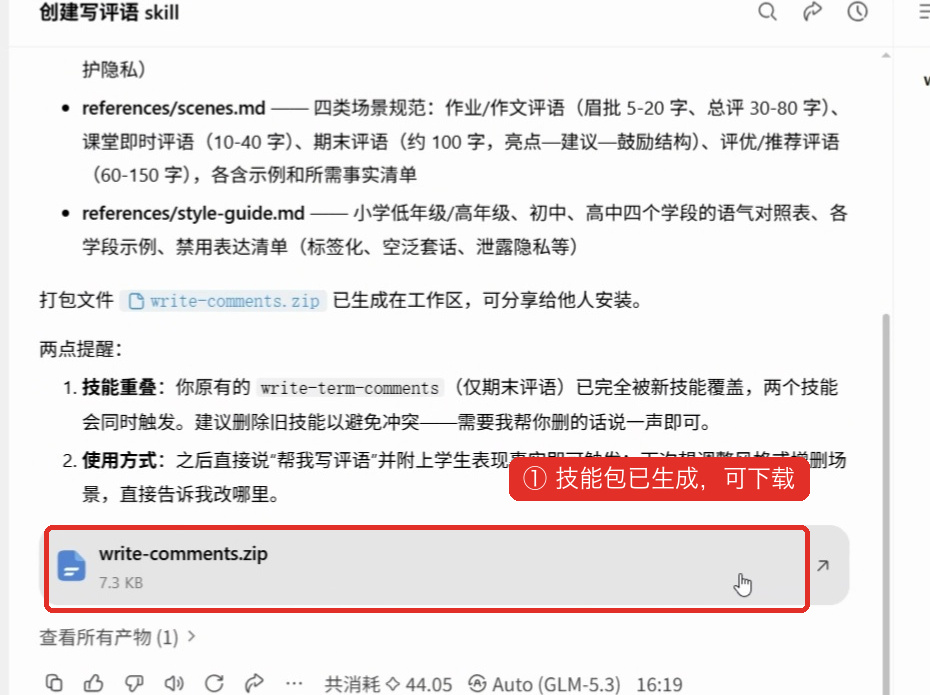 创建写评语 skill
护隐私）
• references/scenes.md —— 四类场景规范：作业/作文评语（眉批 5-20 字、总评 30-80 字）、
课堂即时评语（10-40 字）、期末评语（约 100 字，亮点—建议—鼓励结构）、评优/推荐评语
（60-150 字），各含示例和所需事实清单
• references/style-guide.md —— 小学低年级/高年级、初中、高中四个学段的语气对照表、各
学段示例、禁用表达清单（标签化、空泛套话、泄露隐私等）
打包文件 write-comments.zip 已生成在工作区，可分享给他人安装。
两点提醒：
1. 技能重叠：你原有的 write-term-comments（仅期末评语）已完全被新技能覆盖，两个技能
会同时触发。建议删除旧技能以避免冲突——需要我帮你删的话说一声即可。
2. 使用方式：之后直接说“帮我写评语”并附上学生表现
删场
景，直接告诉我改哪里。
① 技能包已生成，可下载
write-comments.zip
7.3 KB
查看所有产物 (1)
共消耗 44.05 Auto (GLM-5.3) 16:19